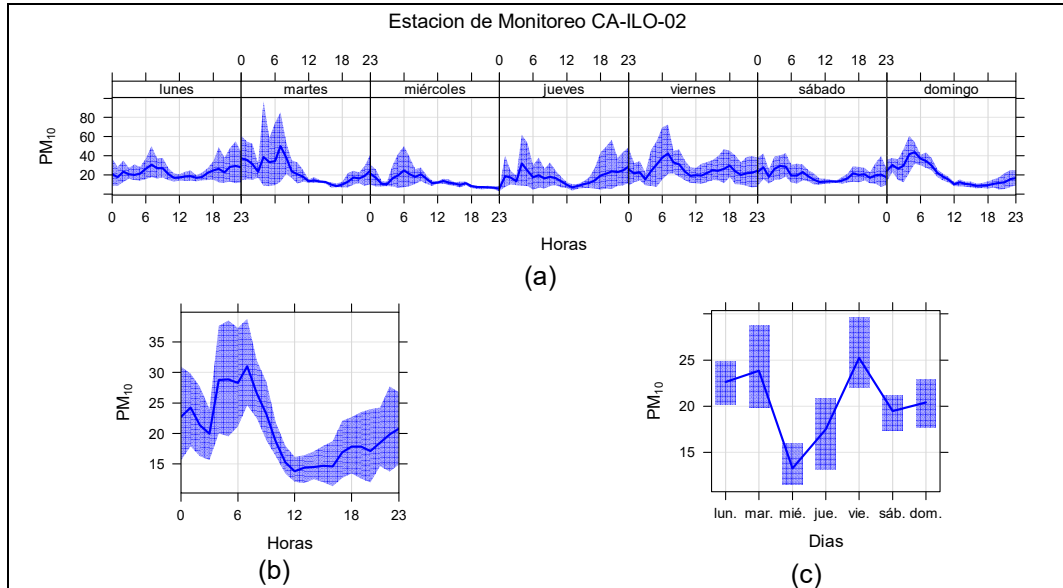 Estacion de Monitoreo CA-ILO-02
0 6 12 18 23 0 6 12 18 23 0 6 12 18 23
lunes martes miércoles jueves viernes sábado domingo
PM10
80
60
40
20
0 6 12 18 23 0 6 12 18 23 0 6 12 18 23 0 6 12 18 23
Horas
(a)
PM10
35
30
25
20
15
0 6 12 18 23
Horas
(b)
PM10
25
20
15
lun. mar. mié. jue. vie. sáb. dom.
Dias
(c)